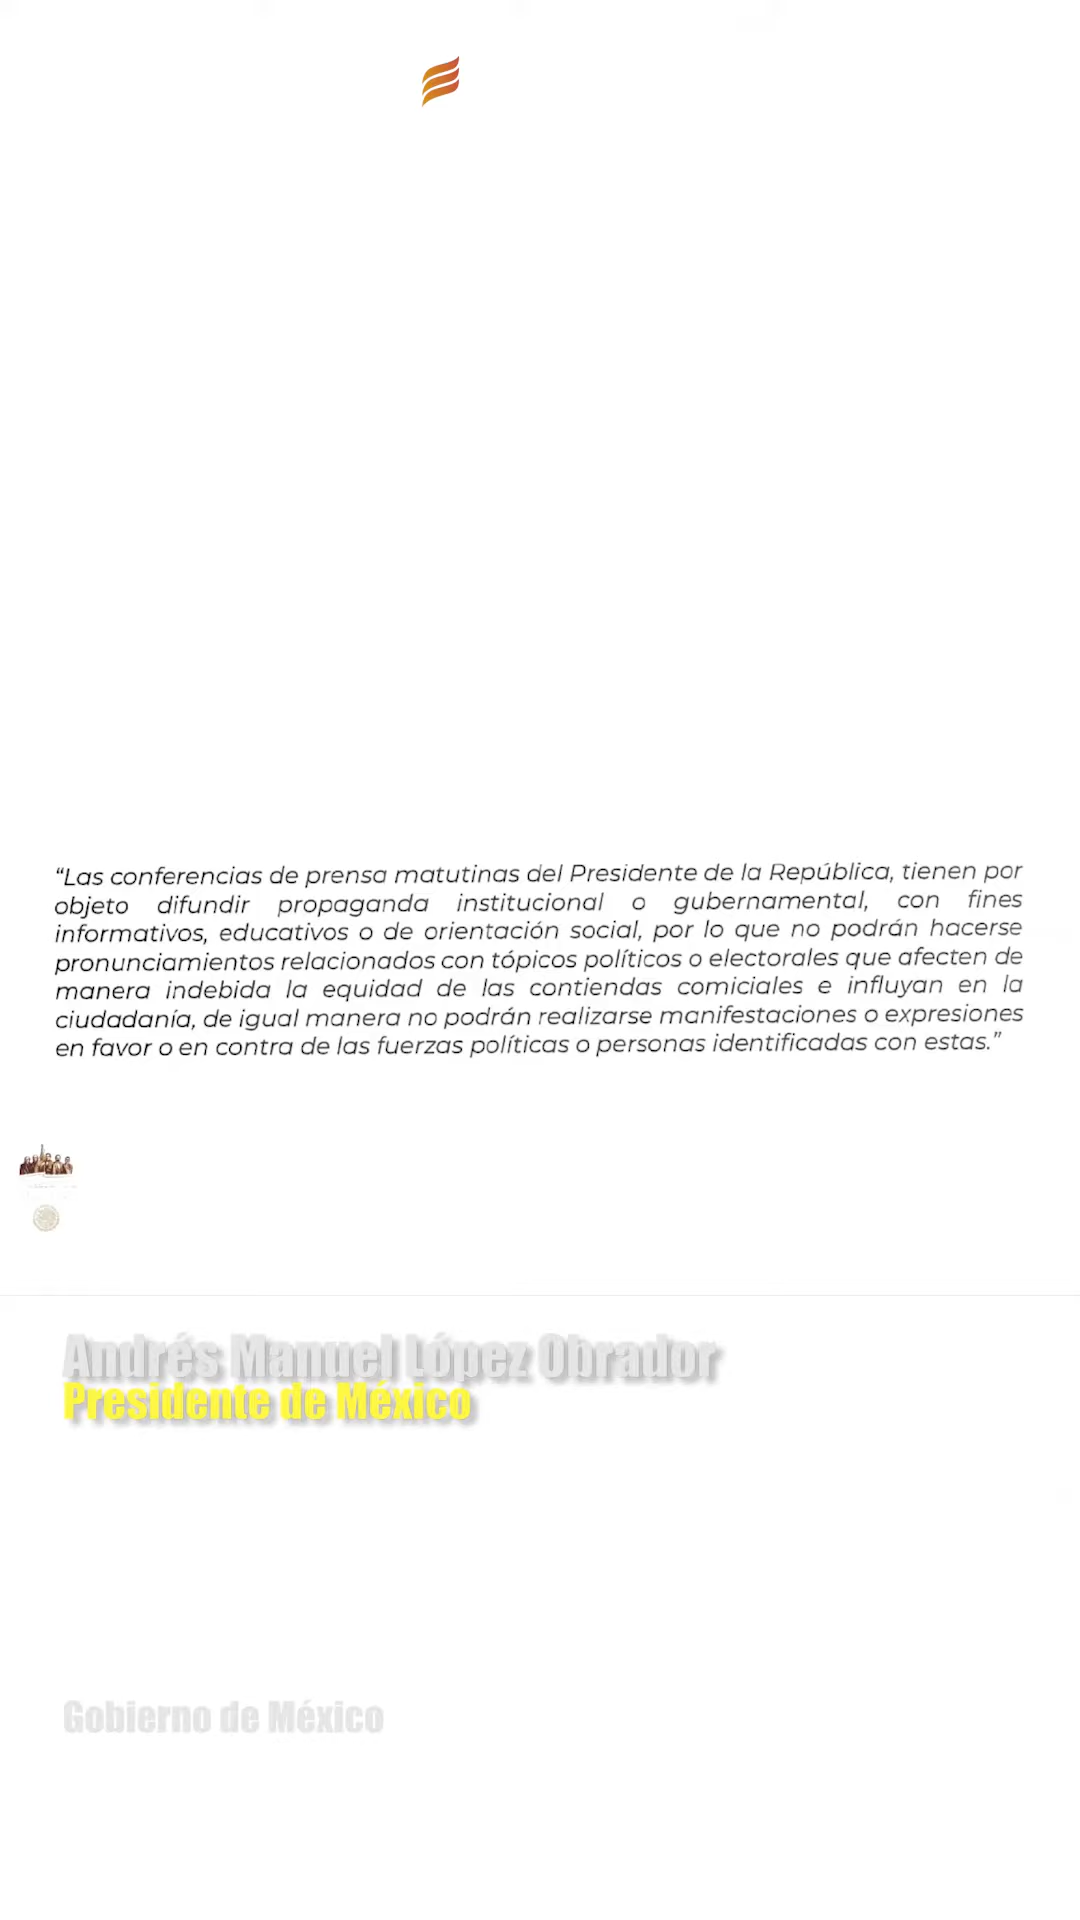 “Las conferencias de prensa matutinas del Presidente de la República, tienen por
objeto difundir propaganda institucional o gubernamental, con fines
informativos, educativos o de orientación social, por lo que no podrán hacerse
pronunciamientos relacionados con tópicos políticos o electorales que afecten de
manera indebida la equidad de las contiendas comiciales e influyan en la
ciudadanía, de igual manera no podrán realizarse manifestaciones o expresiones
en favor o en contra de las fuerzas políticas o personas identificadas con estas.”
Andrés Manuel López Obrador
Presidente de México
Gobierno de México